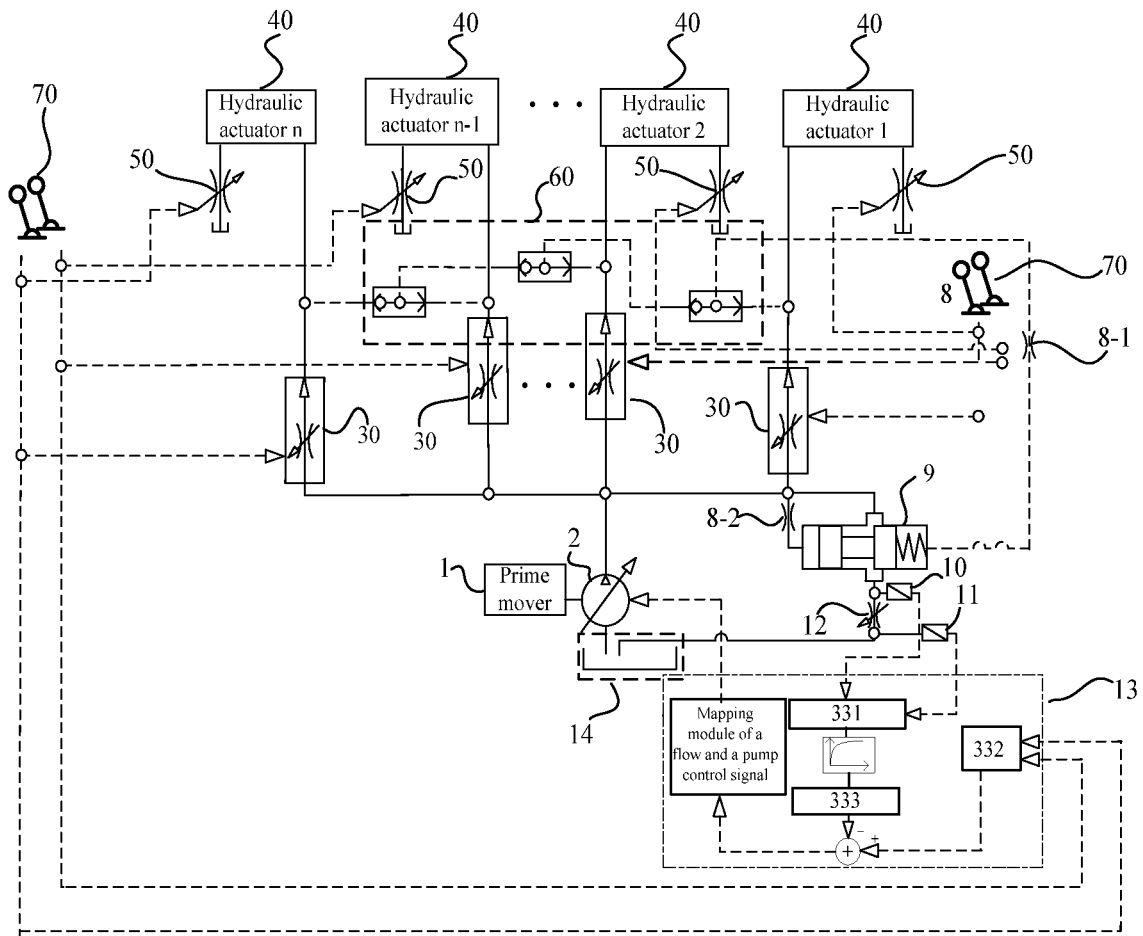 40
40
40
40
70
Hydraulic
actuator n
Hydraulic
actuator n-1
Hydraulic
actuator 2
Hydraulic
actuator 1
50
50
50
50
60
70
8
8-1
30
30
30
30
8-2
9
2
1
Prime
mover
10
11
12
14
13
Mapping
module of a
flow and a pump
control signal
331
332
333
- +
+